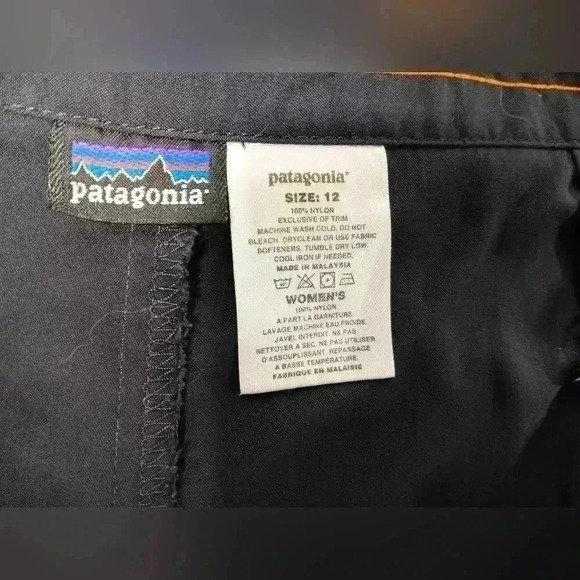 patagonia®
patagonia®
SIZE: 12
100% NYLON
EXCLUSIVE OF TRIM
MACHINE WASH COLD. DO NOT
BLEACH. DRYCLEAN OR USE FABRIC
SOFTENERS. TUMBLE DRY LOW.
COOL IRON IF NEEDED.
MADE IN MALAYSIA
WOMEN'S
100% NYLON
A PART LA GARNITURE.
LAVAGE MACHINE EAU FROIDE.
JAVEL INTERDIT. NE PAS
NETTOYER A SEC. NE PAS UTILISER
D'ASSOUPLISSANT. REPASSAGE
A BASSE TEMPERATURE.
FABRIQUE EN MALAISIE